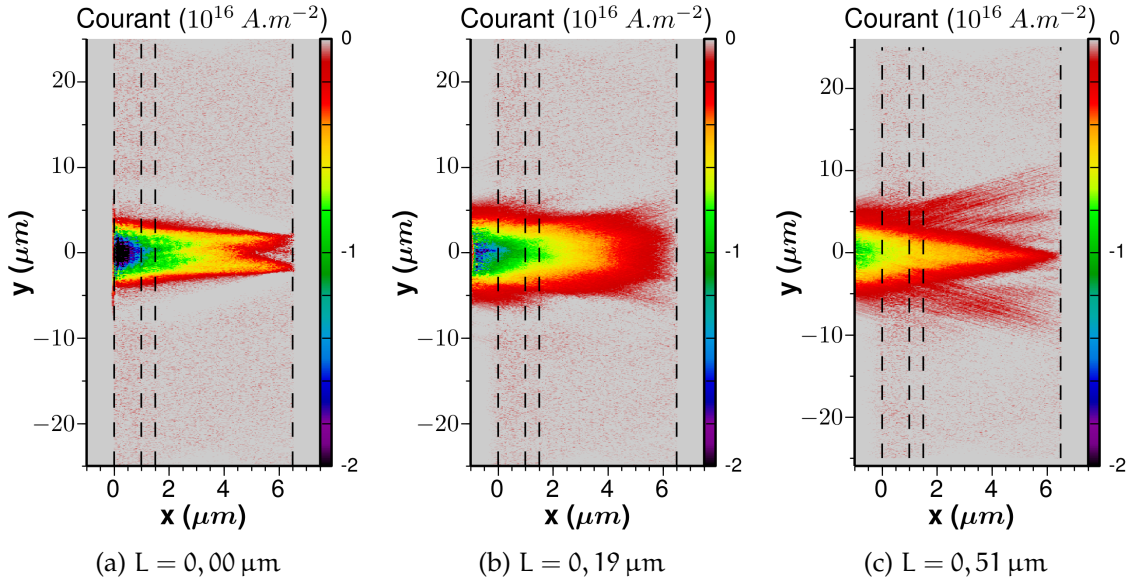 Courant (10^16 A.m^−2) Courant (10^16 A.m^−2) Courant (10^16 A.m^−2)
0 0 0
20 20 20
10 10 10
y (μm) 0 -1 y (μm) 0 -1 y (μm) 0 -1
−10 −10 −10
−20 −20 −20
-2 -2 -2
0 2 4 6 0 2 4 6 0 2 4 6
x (μm) x (μm) x (μm)
(a) L = 0, 00 μm (b) L = 0, 19 μm (c) L = 0, 51 μm